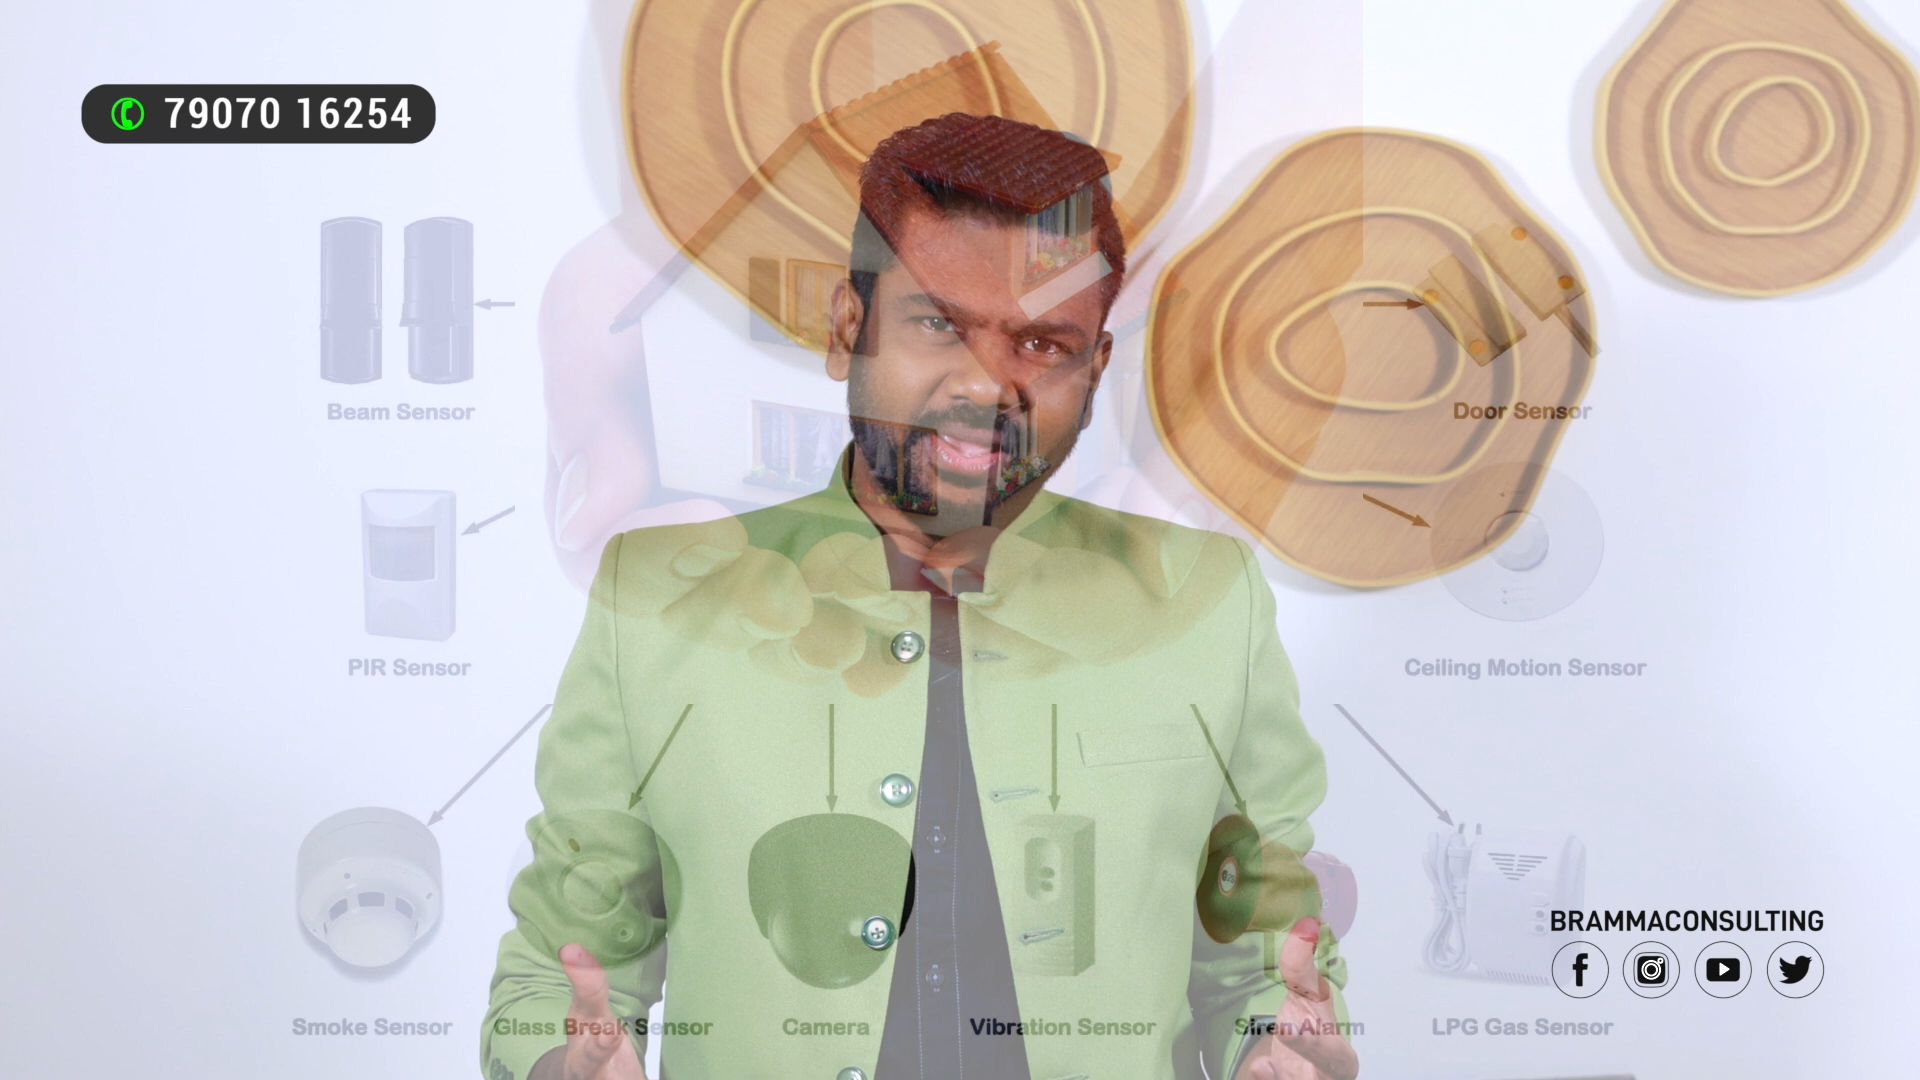 79070 16254
Beam Sensor
Door Sensor
PIR Sensor
Ceiling Motion Sensor
BRAMMACONSULTING
Smoke Sensor
Glass Break Sensor
Camera
Vibration Sensor
Siren Alarm
LPG Gas Sensor